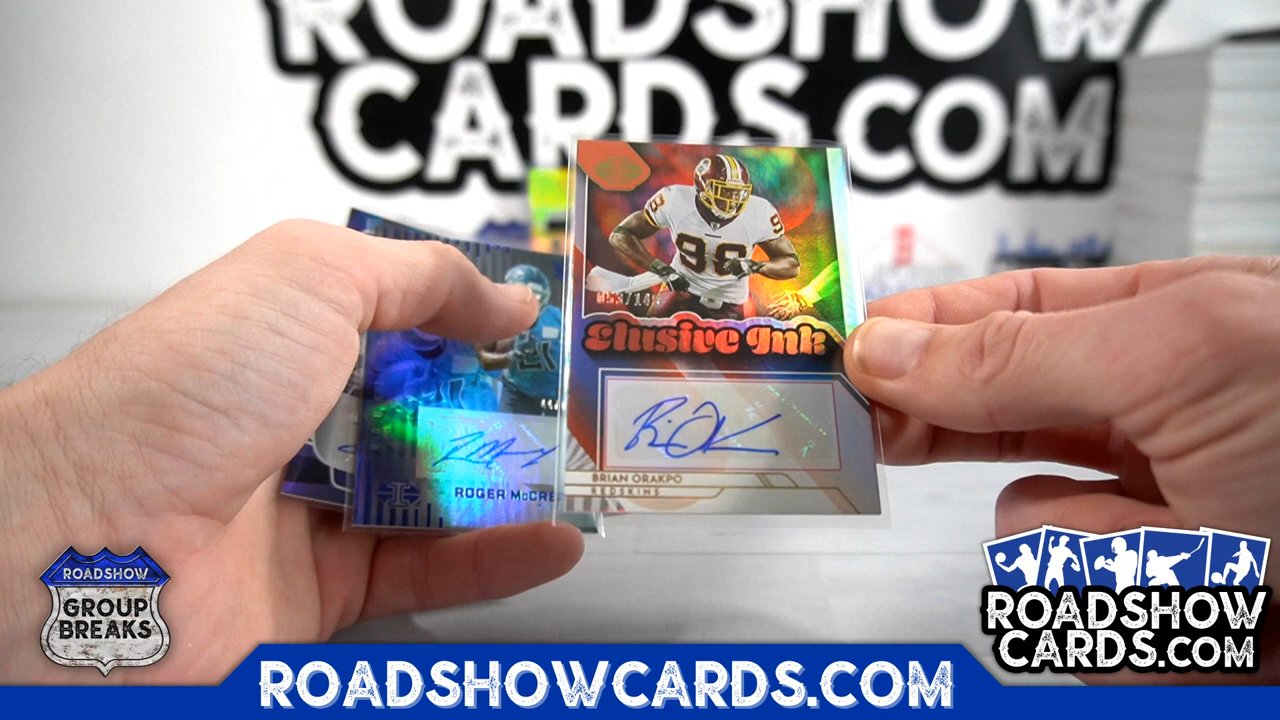 ROADSHOW
CARDS.COM
98
Elusive Ink
BRIAN ORAKPO
REDSKINS
21
I
ROGER McCRE
ROADSHOW
GROUP
BREAKS
ROADSHOW
CARDS.COM
ROADSHOWCARDS.COM